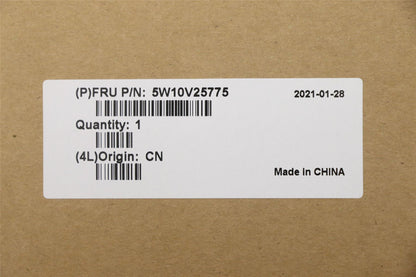 (P)FRU P/N: 5W10V25775
2021-01-28
Quantity: 1
(4L)Origin: CN
Made in CHINA